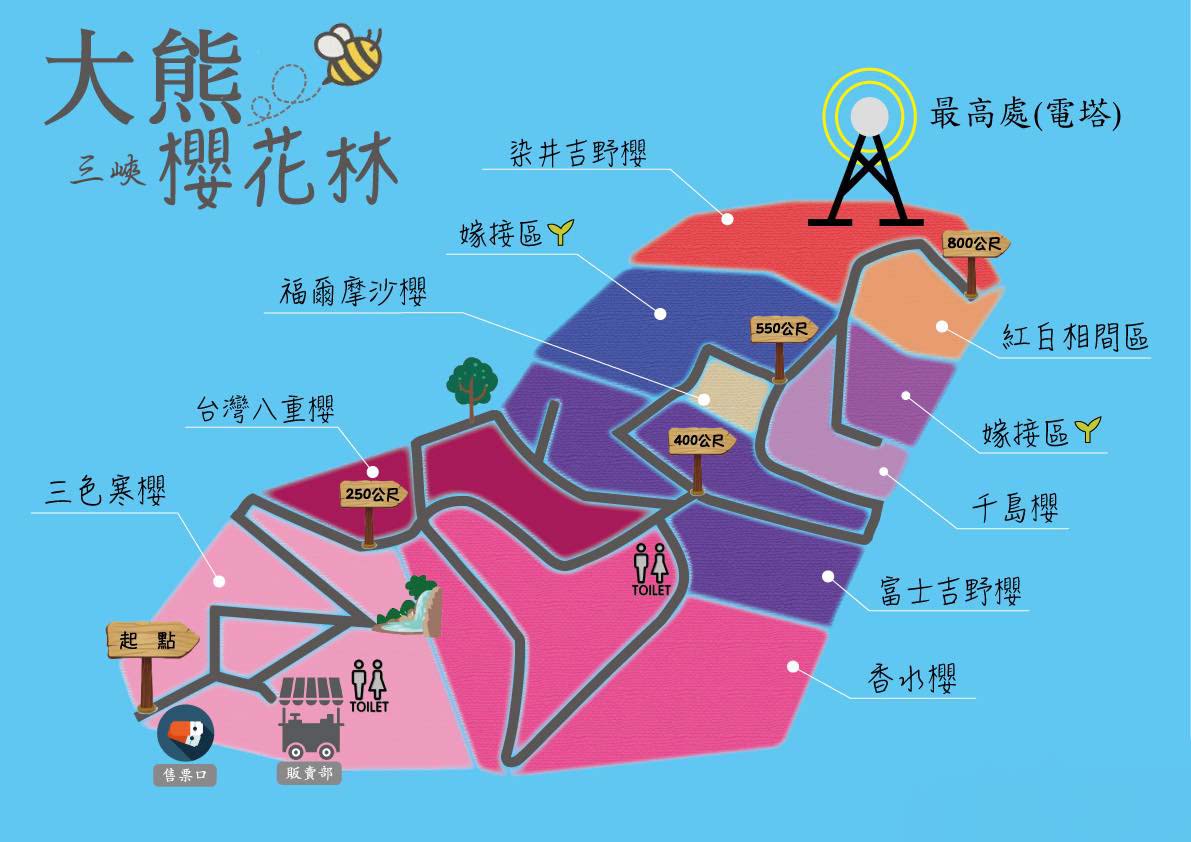 大熊
三峽 櫻花林
最高處(電塔)
染井吉野櫻
嫁接區
800公尺
福爾摩沙櫻
550公尺
紅白相間區
台灣八重櫻
嫁接區
400公尺
三色寒櫻
250公尺
千島櫻
TOILET
富士吉野櫻
起點
香水櫻
TOILET
售票口
販賣部